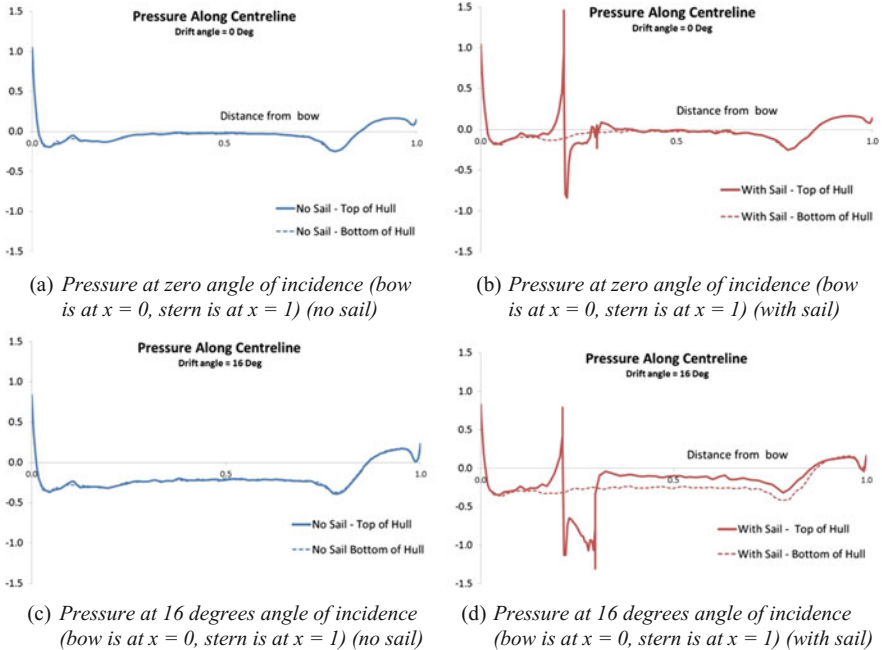 Pressure Along Centreline
Drift angle = 0 Deg
1.5
1.0
0.5
0.0
-0.5
-1.0
-1.5
0.0
0.5
1.0
Distance from bow
No Sail - Top of Hull
No Sail - Bottom of Hull
(a) Pressure at zero angle of incidence (bow
is at x = 0, stern is at x = 1) (no sail)
Pressure Along Centreline
Drift angle = 0 Deg
1.5
1.0
0.5
0.0
-0.5
-1.0
-1.5
0.0
0.5
1.0
Distance from bow
With Sail - Top of Hull
With Sail - Bottom of Hull
(b) Pressure at zero angle of incidence (bow
is at x = 0, stern is at x = 1) (with sail)
Pressure Along Centreline
Drift angle = 16 Deg
1.5
1.0
0.5
0.0
-0.5
-1.0
-1.5
0.0
0.5
1.0
No Sail - Top of Hull
No Sail Bottom of Hull
(c) Pressure at 16 degrees angle of incidence
(bow is at x = 0, stern is at x = 1) (no sail)
Pressure Along Centreline
Drift angle = 16 Deg
1.5
1.0
0.5
0.0
-0.5
-1.0
-1.5
0.0
0.5
1.0
Distance from bow
With Sail - Top of Hull
With Sail - Bottom of Hull
(d) Pressure at 16 degrees angle of incidence
(bow is at x = 0, stern is at x = 1) (with sail)